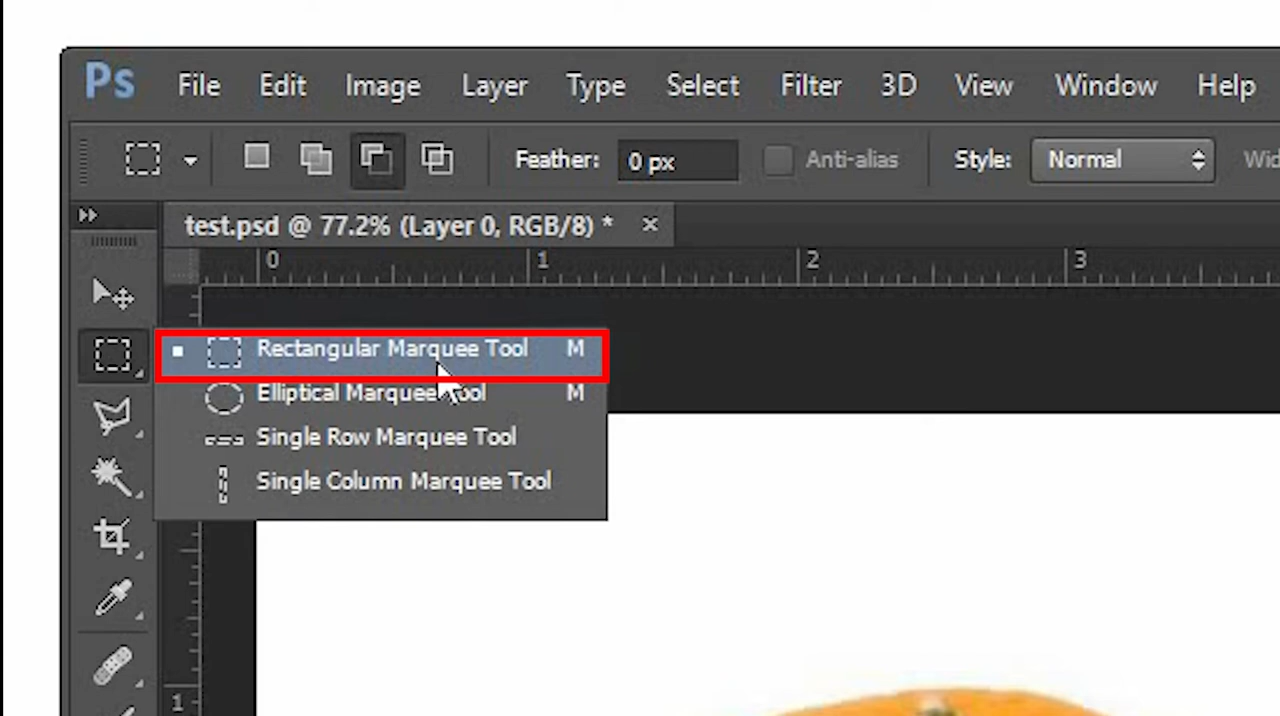 Ps File Edit Image Layer Type Select Filter 3D View Window Help
Feather: 0 px Anti-alias Style: Normal
test.psd @ 77.2% (Layer 0, RGB/8) * ×
0 1 2 3
Rectangular Marquee Tool M
Elliptical Marquee Tool M
Single Row Marquee Tool
Single Column Marquee Tool
1